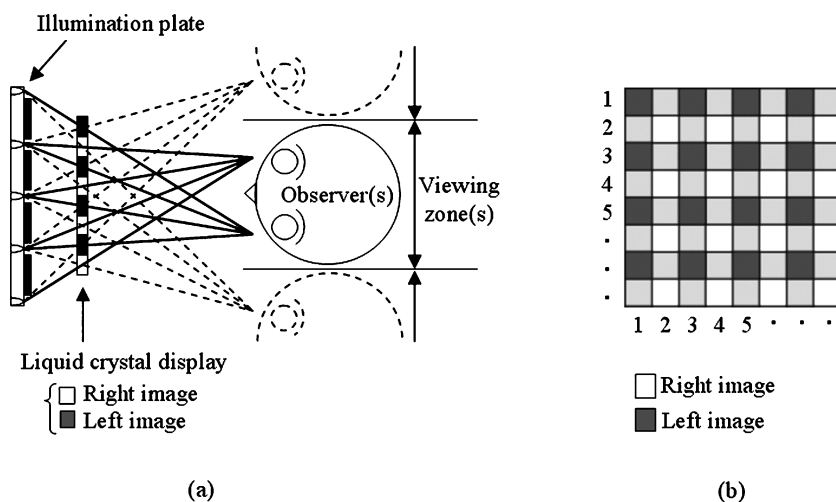 Illumination plate
Observer(s)
Viewing
zone(s)
Liquid crystal display
Right image
Left image
(a)
1
2
3
4
5
.
.
.
1 2 3 4 5 . . .
Right image
Left image
(b)